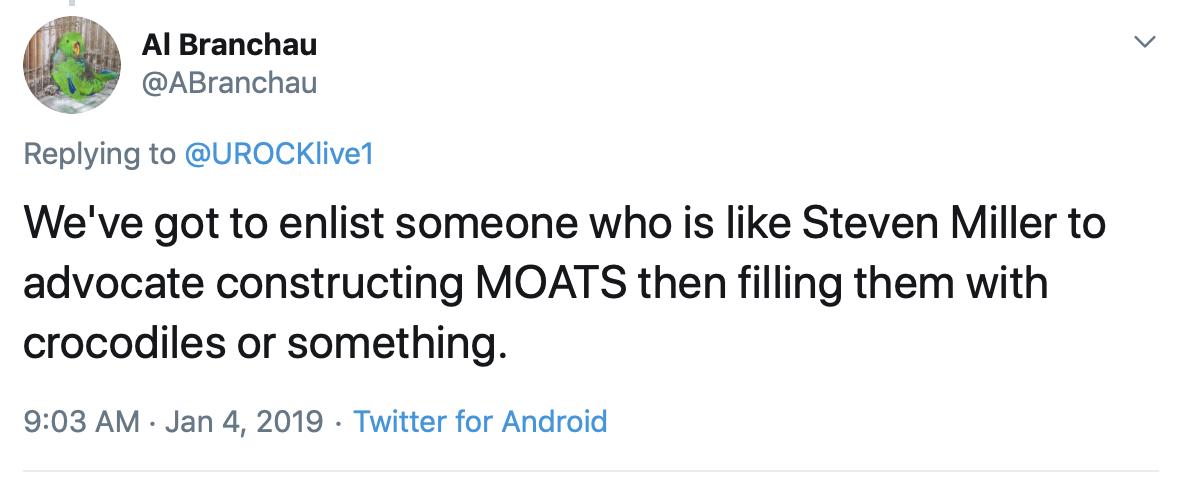 Al Branchau
@ABranchau
Replying to @UROCKlive1
We've got to enlist someone who is like Steven Miller to
advocate constructing MOATS then filling them with
crocodiles or something.
9:03 AM · Jan 4, 2019 · Twitter for Android